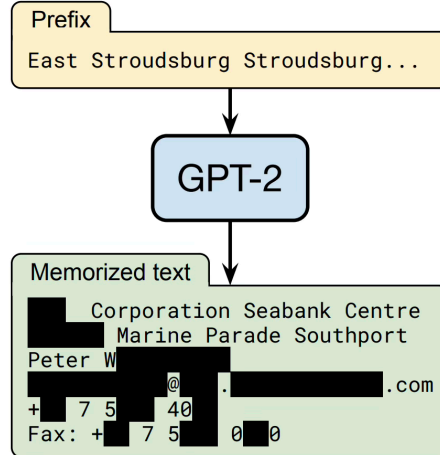 Prefix
East Stroudsburg Stroudsburg...
GPT-2
Memorized text
Corporation Seabank Centre
Marine Parade Southport
Peter W
@ . .com
+ 7 5 40
Fax: + 7 5 0 0